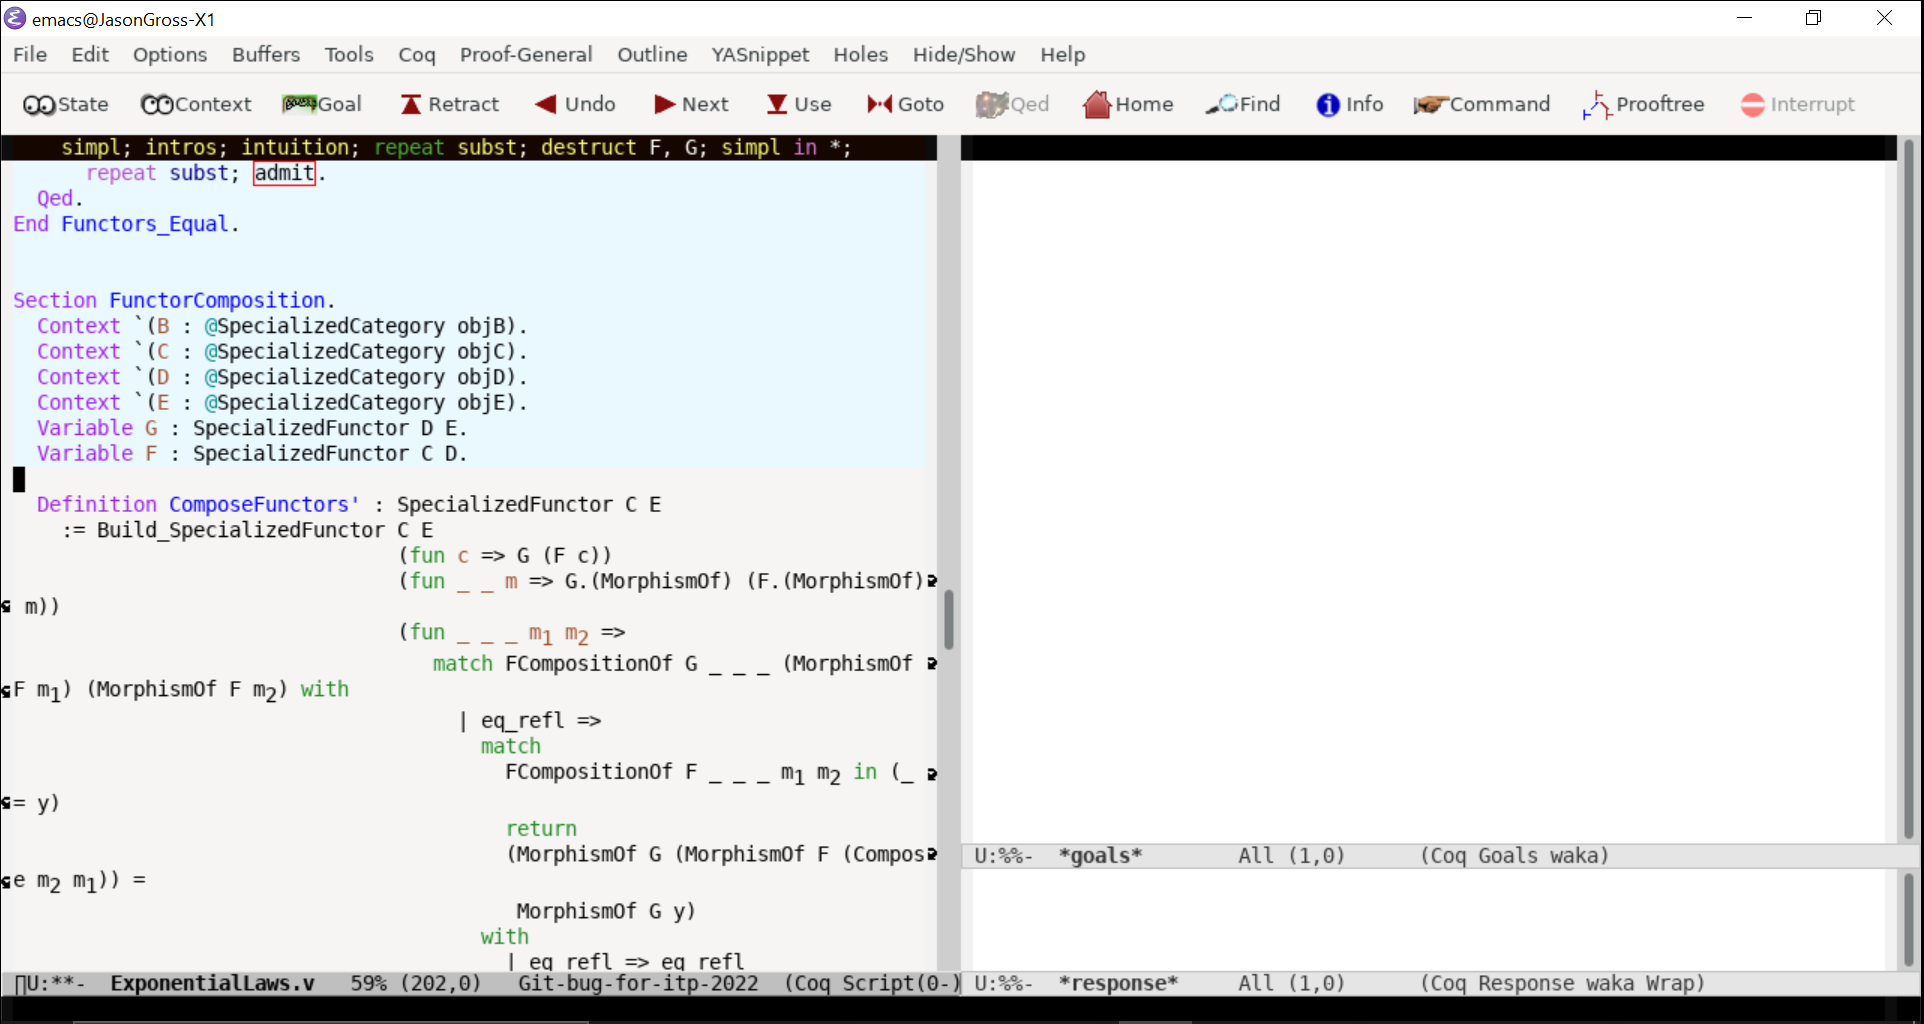 emacs@JasonGross-X1
File Edit Options Buffers Tools Coq Proof-General Outline YASnippet Holes Hide/Show Help
State Context Goal Retract Undo Next Use Goto Qed Home Find Info Command Prooftree Interrupt
simpl; intros; intuition; repeat subst; destruct F, G; simpl in *;
repeat subst; admit.
Qed.
End Functors_Equal.
Section FunctorComposition.
Context `(B : @SpecializedCategory objB).
Context `(C : @SpecializedCategory objC).
Context `(D : @SpecializedCategory objD).
Context `(E : @SpecializedCategory objE).
Variable G : SpecializedFunctor D E.
Variable F : SpecializedFunctor C D.
Definition ComposeFunctors' : SpecializedFunctor C E
:= Build_SpecializedFunctor C E
(fun c => G (F c))
(fun _ _ m => G.(MorphismOf) (F.(MorphismOf)
m))
(fun _ _ _ m1 m2 =>
match FCompositionOf G _ _ _ (MorphismOf
F m1) (MorphismOf F m2) with
| eq_refl =>
match
FCompositionOf F _ _ _ m1 m2 in (_
= y)
return
(MorphismOf G (MorphismOf F (Compos
e m2 m1)) =
MorphismOf G y)
with
| eq_refl => eq_refl
U:**- ExponentialLaws.v 59% (202,0) Git-bug-for-itp-2022 (Coq Script(0-)
U:%%- *goals* All (1,0) (Coq Goals waka)
U:%%- *response* All (1,0) (Coq Response waka Wrap)